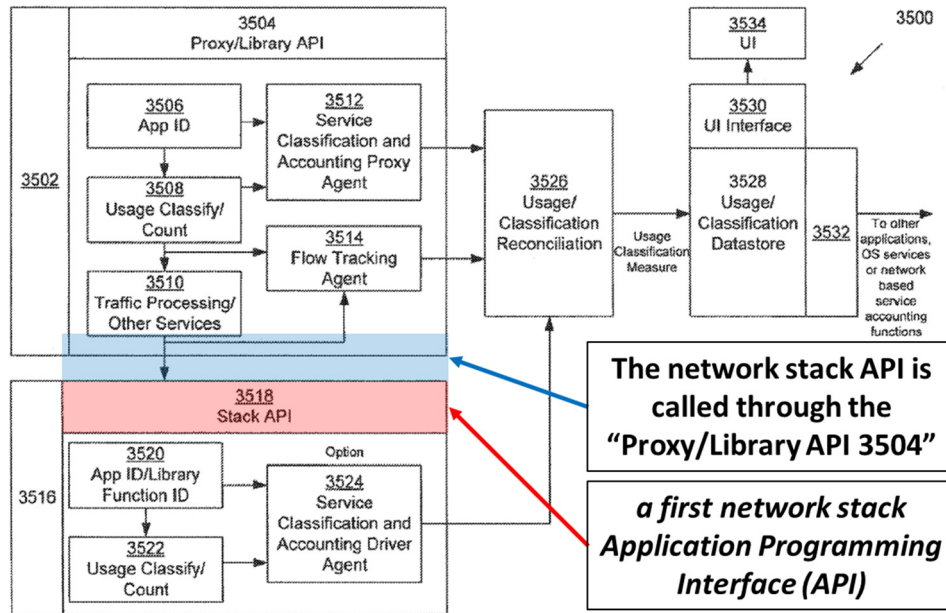 3504
Proxy/Library API
3502
3506
App ID
3512
Service
Classification and
Accounting Proxy
Agent
3508
Usage Classify/
Count
3514
Flow Tracking
Agent
3510
Traffic Processing/
Other Services
3526
Usage/
Classification
Reconciliation
Usage
Classification
Measure
3534
UI
3500
3530
UI Interface
3528
Usage/
Classification
Datastore
3532
To other
applications,
OS services
or network
based
service
accounting
functions
3516
3518
Stack API
3520
App ID/Library
Function ID
Option
3524
Service
Classification and
Accounting Driver
Agent
3522
Usage Classify/
Count
The network stack API is
called through the
“Proxy/Library API 3504”
a first network stack
Application Programming
Interface (API)